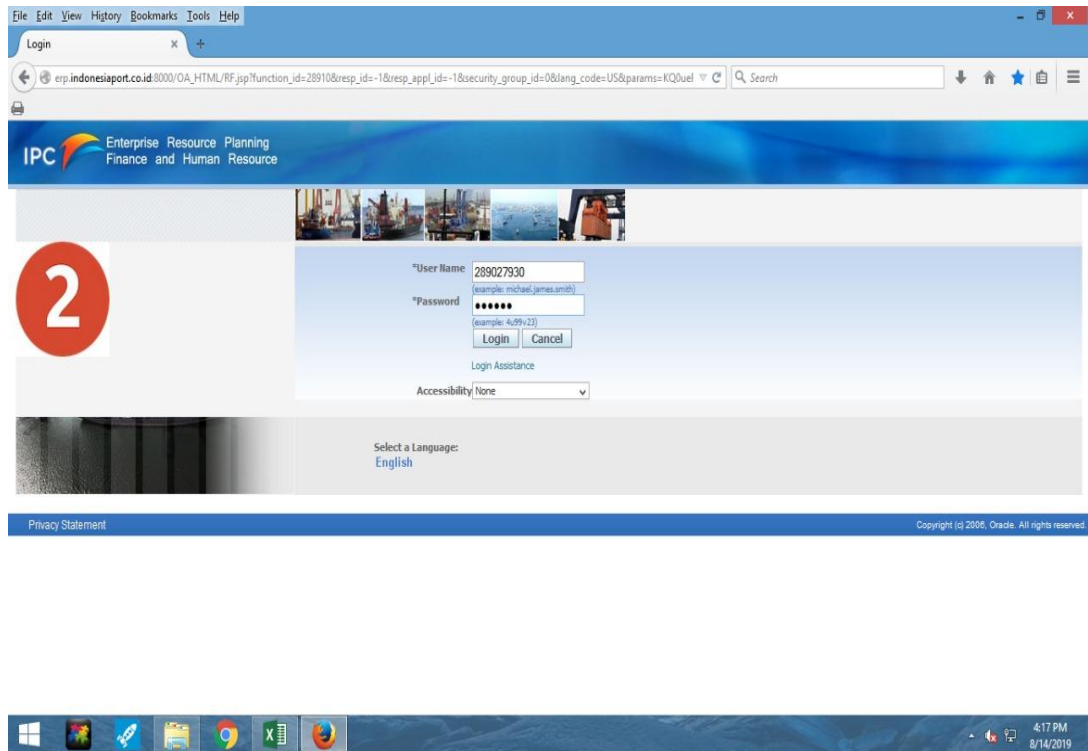 File Edit View History Bookmarks Tools Help
Login
erp.indonesiaport.co.id:8000/OA_HTML/RF.jsp?function_id=28910&resp_id=-1&resp_appl_id=-1&security_group_id=0&lang_code=US&params=KQ0uel
Search
IPC
Enterprise Resource Planning
Finance and Human Resource
2
*User Name 289027930
(example: michael.james.smith)
*Password ●●●●●●
(example: 4u99v23)
Login Cancel
Login Assistance
Accessibility None
Select a Language:
English
Privacy Statement Copyright (c) 2006, Oracle. All rights reserved.
4:17 PM
8/14/2019